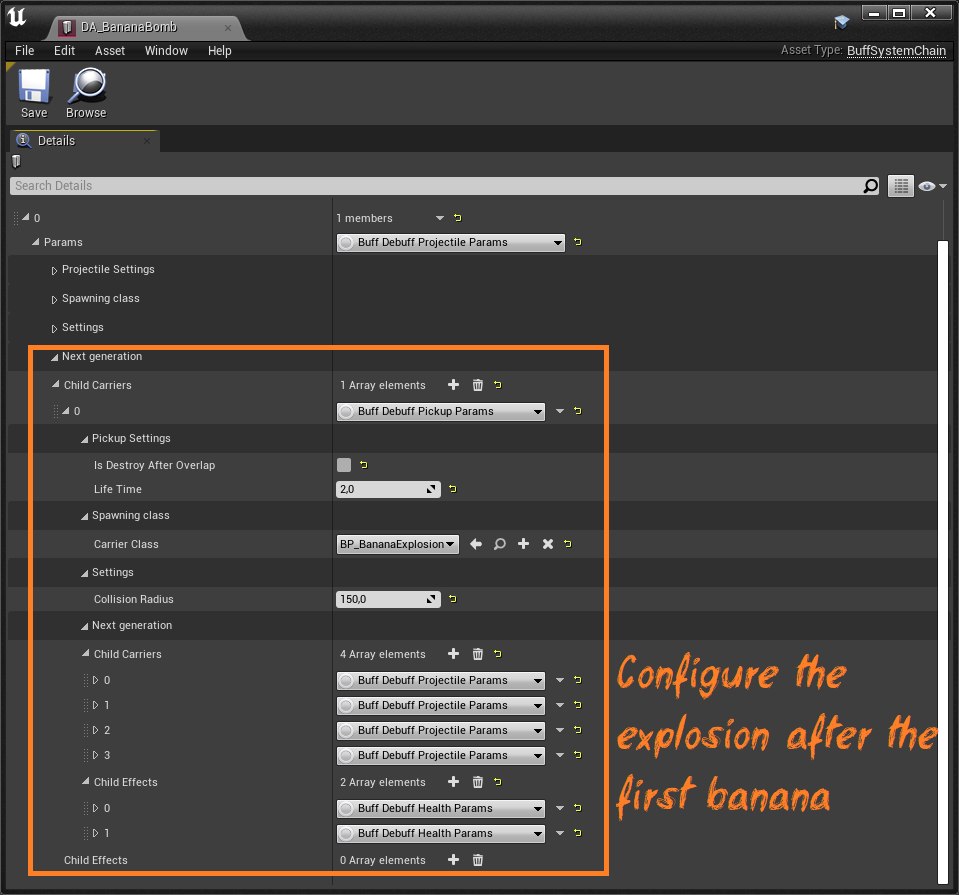 DA_BananaBomb
File Edit Asset Window Help
Asset Type: BuffSystemChain
Save Browse
Details
Search Details
0 1 members
Params Buff Debuff Projectile Params
Projectile Settings
Spawning class
Settings
Next generation
Child Carriers 1 Array elements
0 Buff Debuff Pickup Params
Pickup Settings
Is Destroy After Overlap
Life Time 2,0
Spawning class
Carrier Class BP_BananaExplosion
Settings
Collision Radius 150,0
Next generation
Child Carriers 4 Array elements
0 Buff Debuff Projectile Params
1 Buff Debuff Projectile Params
2 Buff Debuff Projectile Params
3 Buff Debuff Projectile Params
Child Effects 2 Array elements
0 Buff Debuff Health Params
1 Buff Debuff Health Params
Child Effects 0 Array elements
Configure the
explosion after the
first banana